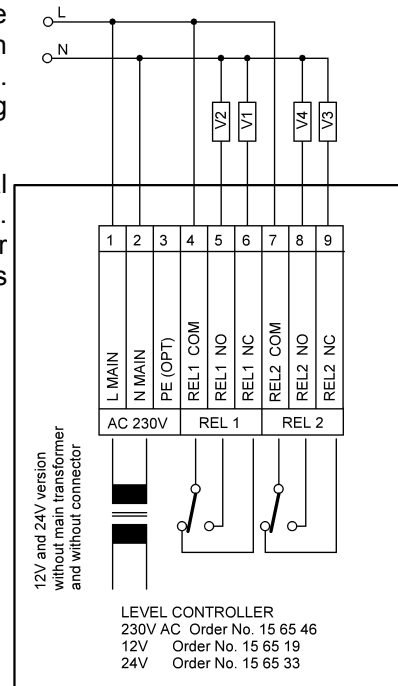 e
L
n
N
.
g
V2 V1 V4 V3
al
.
r
s
1 2 3 4 5 6 7 8 9
L MAIN
N MAIN
PE (OPT)
REL1 COM
REL1 NO
REL1 NC
REL2 COM
REL2 NO
REL2 NC
AC 230V REL 1 REL 2
12V and 24V version
without main transformer
and without connector
LEVEL CONTROLLER
230V AC Order No. 15 65 46
12V Order No. 15 65 19
24V Order No. 15 65 33